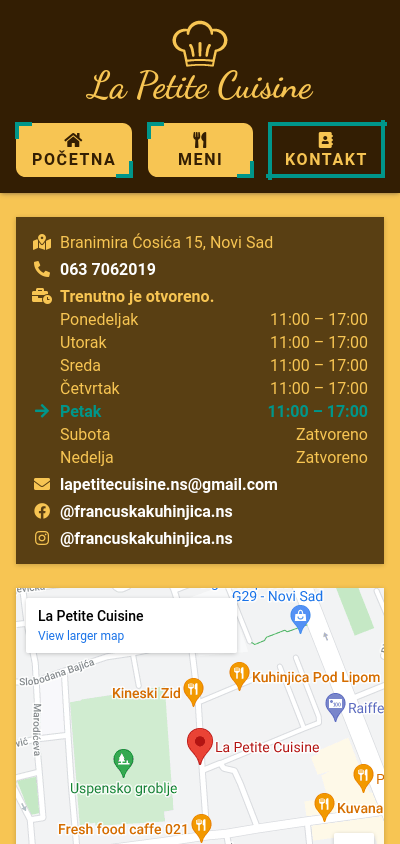 La Petite Cuisine
POČETNA
MENI
KONTAKT
Branimira Ćosića 15, Novi Sad
063 7062019
Trenutno je otvoreno.
Ponedeljak 11:00 – 17:00
Utorak 11:00 – 17:00
Sreda 11:00 – 17:00
Četvrtak 11:00 – 17:00
Petak 11:00 – 17:00
Subota Zatvoreno
Nedelja Zatvoreno
lapetitecuisine.ns@gmail.com
@francuskakuhinjica.ns
@francuskakuhinjica.ns
G29 - Novi Sad
La Petite Cuisine
View larger map
Slobodana Bajića
Kuhinjica Pod Lipom
Kineski Zid
Marodićeva
Raiffe
La Petite Cuisine
Uspensko groblje
P
Kuvana
Fresh food caffe 021